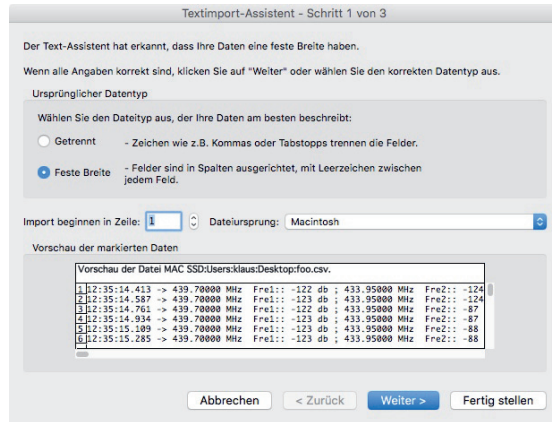 Textimport-Assistent - Schritt 1 von 3
Der Text-Assistent hat erkannt, dass Ihre Daten eine feste Breite haben.
Wenn alle Angaben korrekt sind, klicken Sie auf "Weiter" oder wählen Sie den korrekten Datentyp aus.
Ursprünglicher Datentyp
Wählen Sie den Dateityp aus, der Ihre Daten am besten beschreibt:
Getrennt - Zeichen wie z.B. Kommas oder Tabstopps trennen die Felder.
Feste Breite - Felder sind in Spalten ausgerichtet, mit Leerzeichen zwischen
jedem Feld.
Import beginnen in Zeile: 1 Dateiursprung: Macintosh
Vorschau der markierten Daten
Vorschau der Datei MAC SSD:Users:klaus:Desktop:foo.csv.
1 12:35:14.413 -> 439.70000 MHz Fre1:: -122 db ; 433.95000 MHz Fre2:: -124
2 12:35:14.587 -> 439.70000 MHz Fre1:: -123 db ; 433.95000 MHz Fre2:: -124
3 12:35:14.761 -> 439.70000 MHz Fre1:: -122 db ; 433.95000 MHz Fre2:: -87
4 12:35:14.934 -> 439.70000 MHz Fre1:: -123 db ; 433.95000 MHz Fre2:: -87
5 12:35:15.109 -> 439.70000 MHz Fre1:: -123 db ; 433.95000 MHz Fre2:: -88
6 12:35:15.285 -> 439.70000 MHz Fre1:: -123 db ; 433.95000 MHz Fre2:: -88
Abbrechen < Zurück Weiter > Fertig stellen